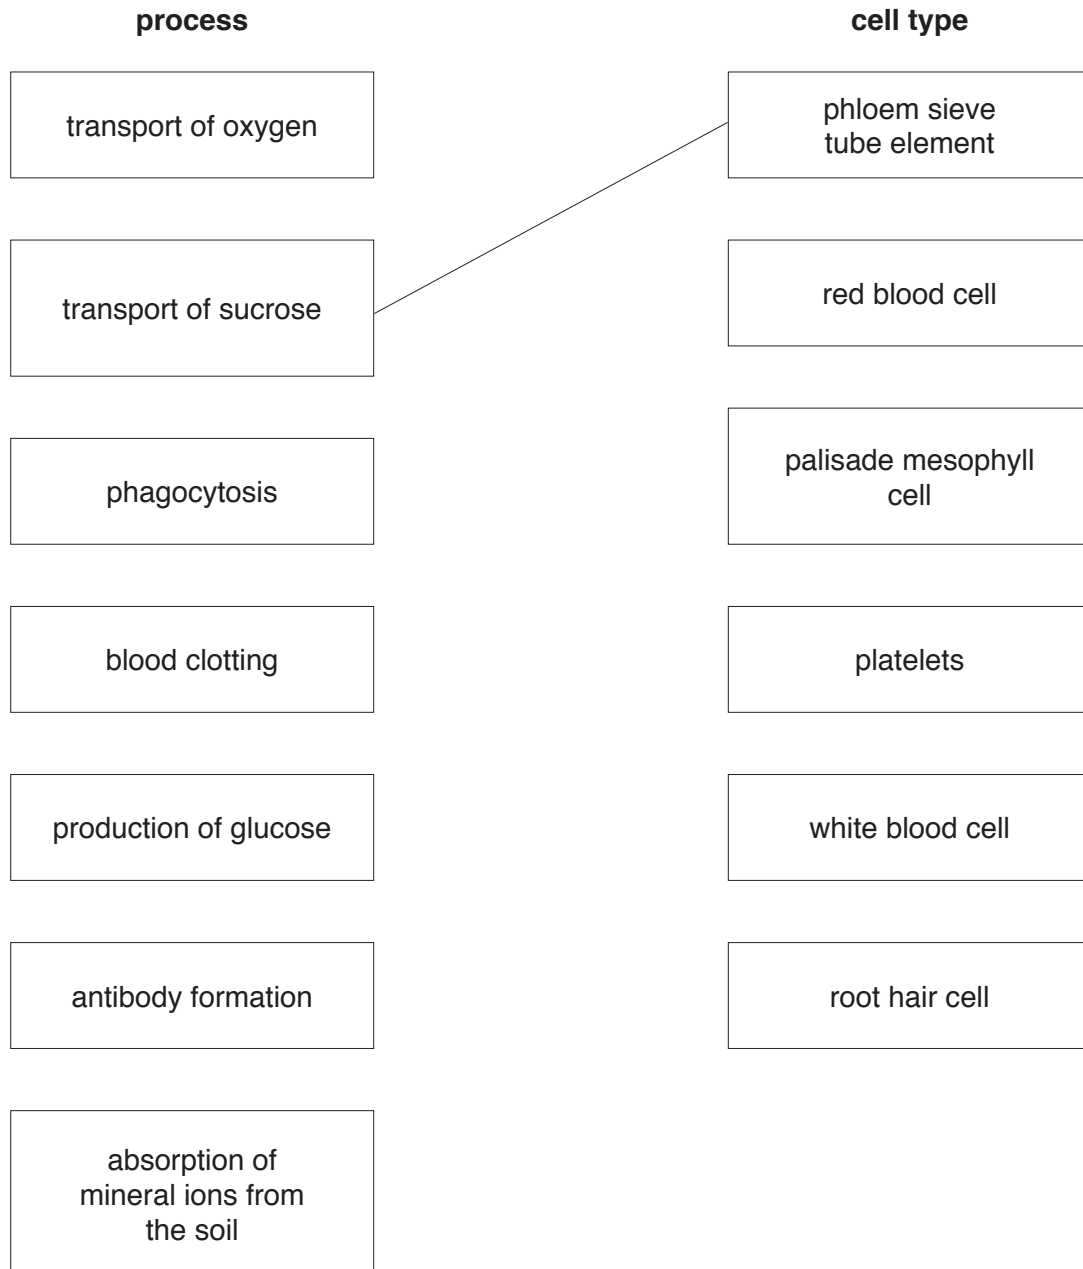 process
cell type
transport of oxygen
phloem sieve
tube element
transport of sucrose
red blood cell
phagocytosis
palisade mesophyll
cell
blood clotting
platelets
production of glucose
white blood cell
antibody formation
root hair cell
absorption of
mineral ions from
the soil